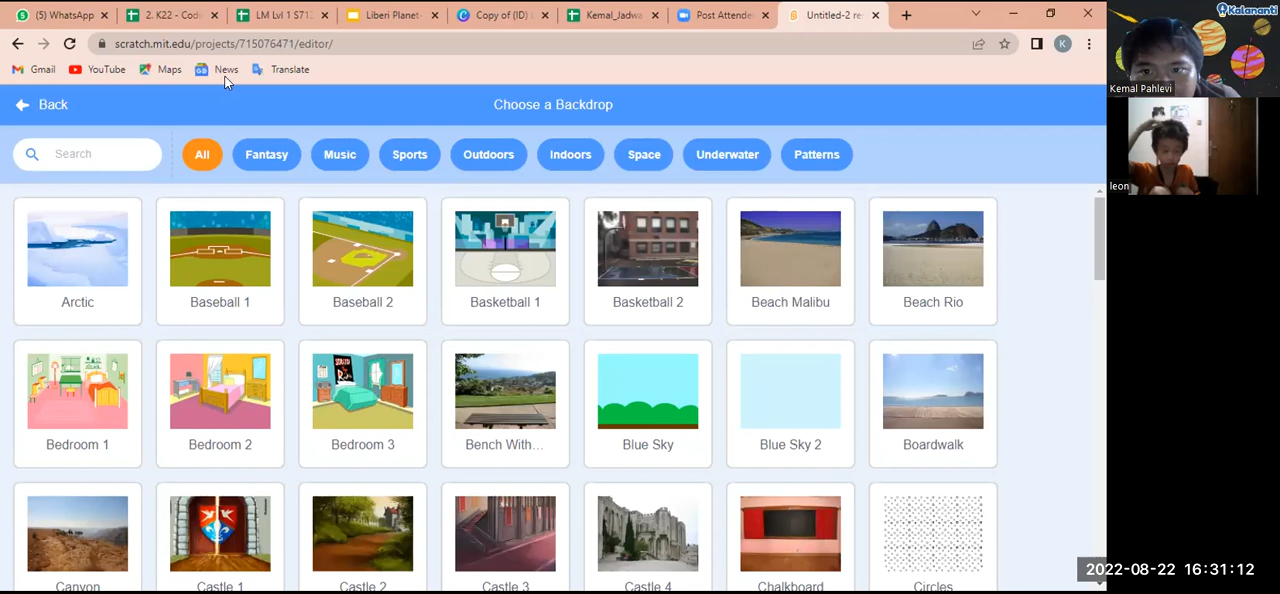 WhatsApp
2. K22 - Codi
LM Lvl 1 S71
Liberi Planet-
Copy of (ID) L
Kemal_Jadwa
Post Attende
Untitled-2 re
scratch.mit.edu/projects/715076471/editor/
K
Gmail
YouTube
Maps
News
Translate
Back
Choose a Backdrop
Search
All
Fantasy
Music
Sports
Outdoors
Indoors
Space
Underwater
Patterns
Arctic
Baseball 1
Baseball 2
Basketball 1
Basketball 2
Beach Malibu
Beach Rio
Bedroom 1
Bedroom 2
Bedroom 3
Bench With...
Blue Sky
Blue Sky 2
Boardwalk
Canyon
Castle 1
Castle 2
Castle 3
Castle 4
Chalkboard
Circles
Kalananti
Kemal Pahlevi
leon
2022-08-22 16:31:12